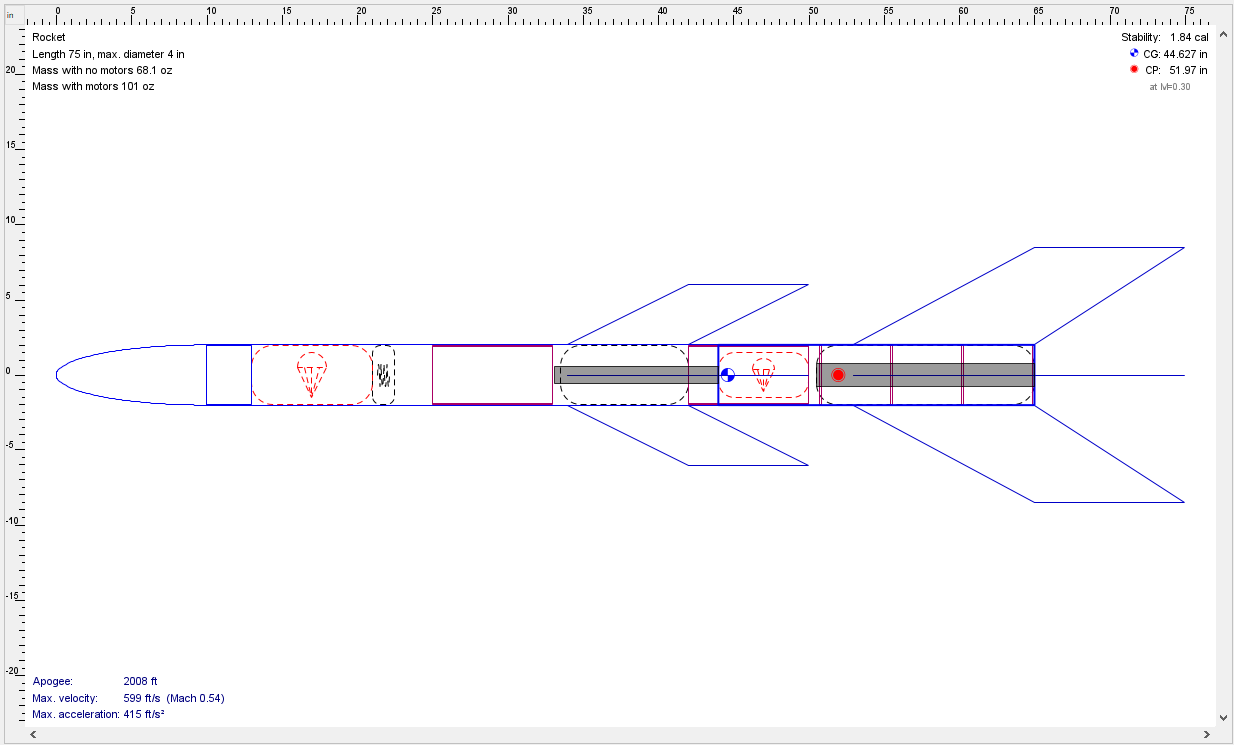 in
0 5 10 15 20 25 30 35 40 45 50 55 60 65 70 75
Rocket
Length 75 in, max. diameter 4 in
Mass with no motors 68.1 oz
Mass with motors 101 oz
Stability: 1.84 cal
CG: 44.627 in
CP: 51.97 in
at M=0.30
20
15
10
5
0
-5
-10
-15
-20
Apogee: 2008 ft
Max. velocity: 599 ft/s (Mach 0.54)
Max. acceleration: 415 ft/s²